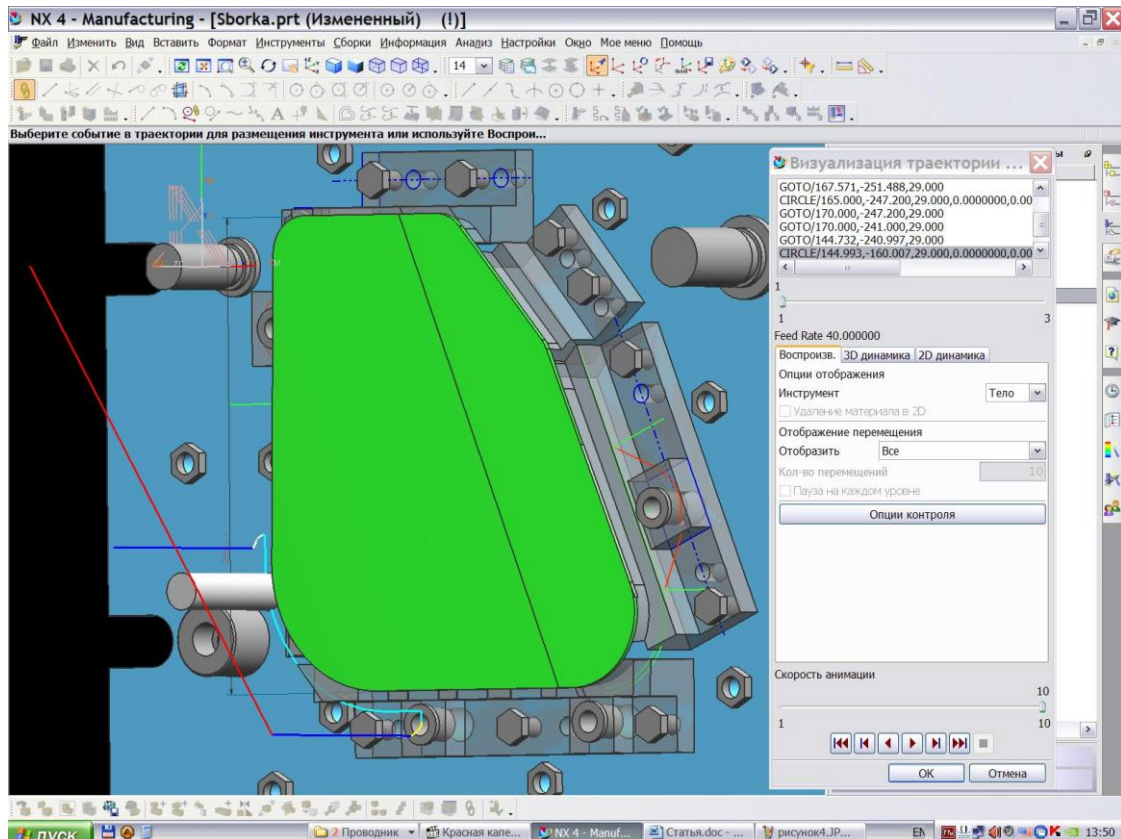 NX 4 - Manufacturing - [Sborka.prt (Измененный) (!)]
Файл Изменить Вид Вставить Формат Инструменты Сборки Информация Анализ Настройки Окно Мое меню Помощь
14
Выберите событие в траектории для размещения инструмента или используйте Воспрои...
Визуализация траектории ...
GOTO/167.571,-251.488,29.000
CIRCLE/165.000,-247.200,29.000,0.0000000,0.00
GOTO/170.000,-247.200,29.000
GOTO/170.000,-241.000,29.000
GOTO/144.732,-240.997,29.000
CIRCLE/144.993,-160.007,29.000,0.0000000,0.00
1
1 3
Feed Rate 40.000000
Воспроизв. 3D динамика 2D динамика
Опции отображения
Инструмент Тело
Удаление материала в 2D
Отображение перемещения
Отобразить Все
Кол-во перемещений 10
Пауза на каждом уровне
Опции контроля
Скорость анимации
10
1 10
OK Отмена
пуск 2 Проводник Красная капе... NX 4 - Manuf... Статья.doc - ... рисунок4.JP... EN 13:50